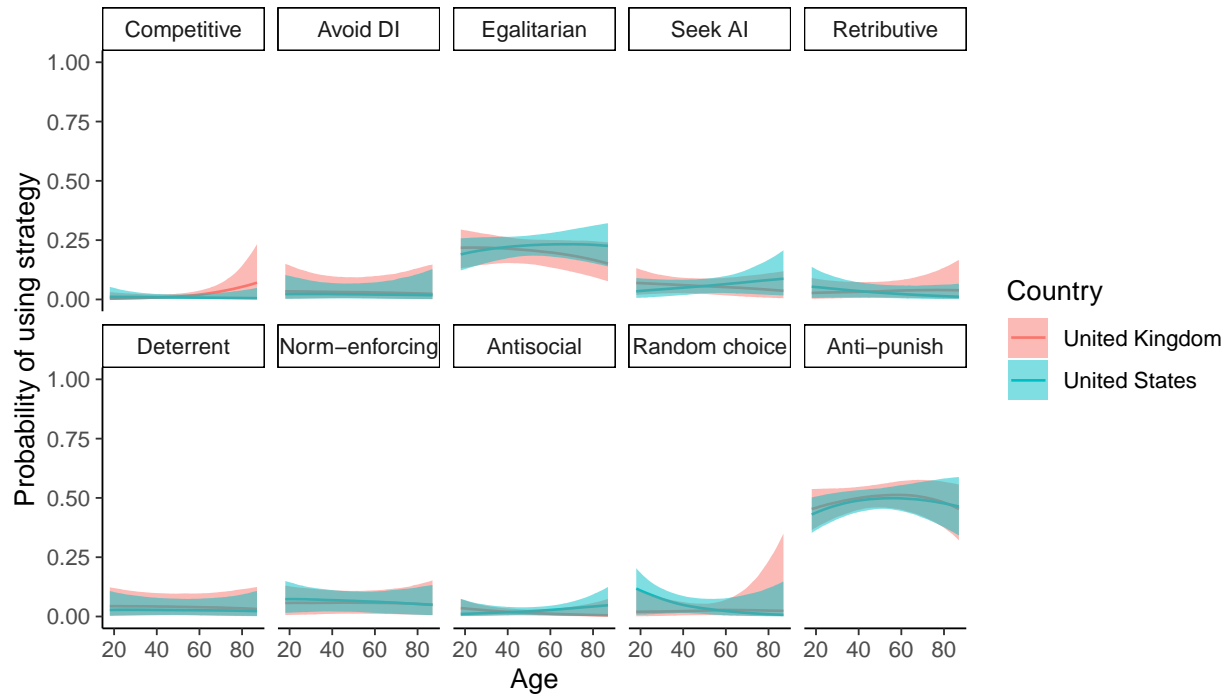 Competitive Avoid DI Egalitarian Seek AI Retributive
1.00
0.75
0.50
0.25
0.00
Deterrent Norm−enforcing Antisocial Random choice Anti−punish
1.00
0.75
0.50
0.25
0.00
20 40 60 80 20 40 60 80 20 40 60 80 20 40 60 80 20 40 60 80
Age
Probability of using strategy
Country
United Kingdom
United States